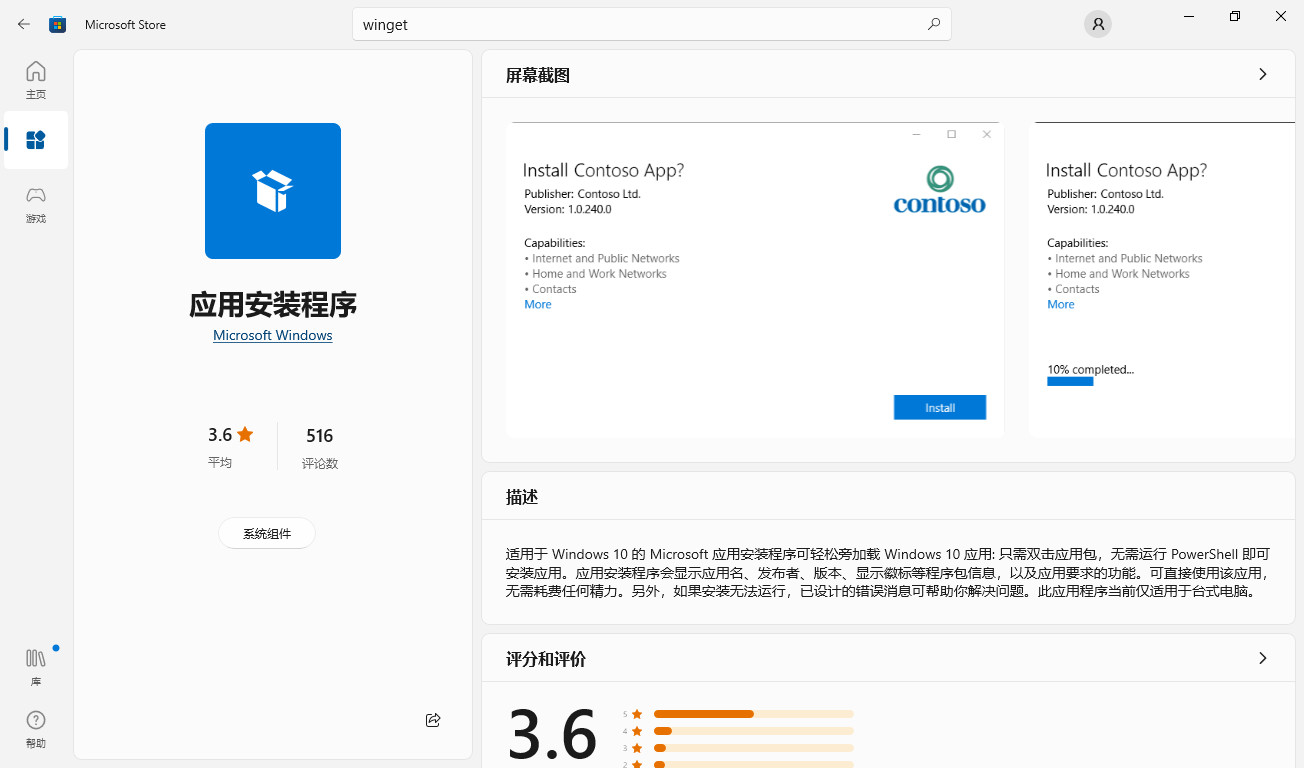 Microsoft Store
winget
主页
游戏
库
帮助
应用安装程序
Microsoft Windows
3.6
平均
516
评论数
系统组件
屏幕截图
Install Contoso App?
Publisher: Contoso Ltd.
Version: 1.0.240.0
contoso
Capabilities:
• Internet and Public Networks
• Home and Work Networks
• Contacts
More
Install
Install Contoso App?
Publisher: Contoso Ltd.
Version: 1.0.240.0
Capabilities:
• Internet and Public Networks
• Home and Work Networks
• Contacts
More
10% completed...
描述
适用于 Windows 10 的 Microsoft 应用安装程序可轻松旁加载 Windows 10 应用: 只需双击应用包，无需运行 PowerShell 即可
安装应用。应用安装程序会显示应用名、发布者、版本、显示徽标等程序包信息，以及应用要求的功能。可直接使用该应用，
无需耗费任何精力。另外，如果安装无法运行，已设计的错误消息可帮助你解决问题。此应用程序当前仅适用于台式电脑。
评分和评价
3.6
5
4
3
2